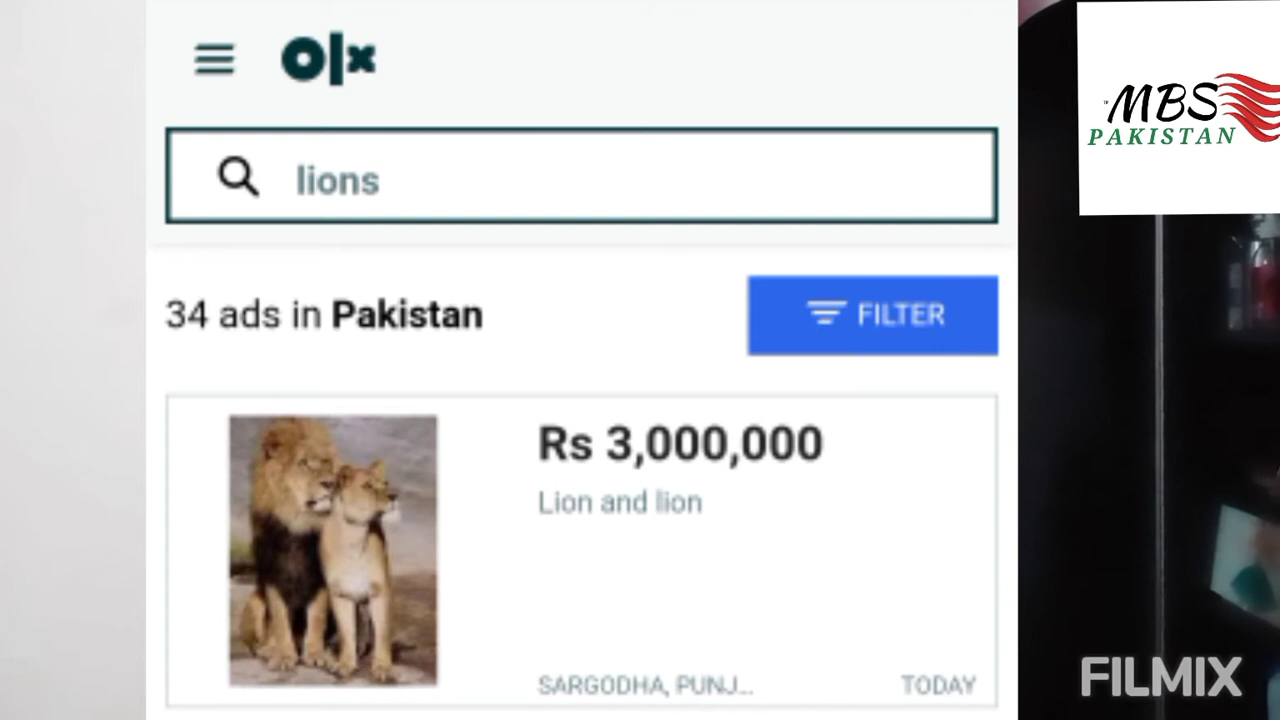 olx
lions
34 ads in Pakistan
FILTER
Rs 3,000,000
Lion and lion
SARGODHA, PUNJ...
TODAY
MBS
PAKISTAN
FILMIX